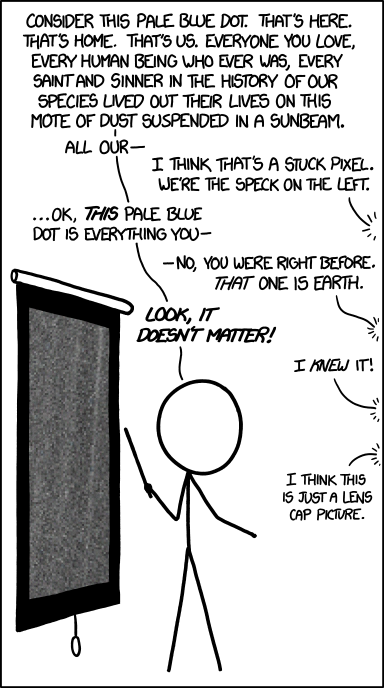 CONSIDER THIS PALE BLUE DOT. THAT'S HERE.
THAT'S HOME. THAT'S US. EVERYONE YOU LOVE,
EVERY HUMAN BEING WHO EVER WAS, EVERY
SAINT AND SINNER IN THE HISTORY OF OUR
SPECIES LIVED OUT THEIR LIVES ON THIS
MOTE OF DUST SUSPENDED IN A SUNBEAM.
ALL OUR—
I THINK THAT'S A STUCK PIXEL.
WE'RE THE SPECK ON THE LEFT.
...OK, THIS PALE BLUE
DOT IS EVERYTHING YOU—
—NO, YOU WERE RIGHT BEFORE.
THAT ONE IS EARTH.
LOOK, IT
DOESN'T MATTER!
I KNEW IT!
I THINK THIS
IS JUST A LENS
CAP PICTURE.